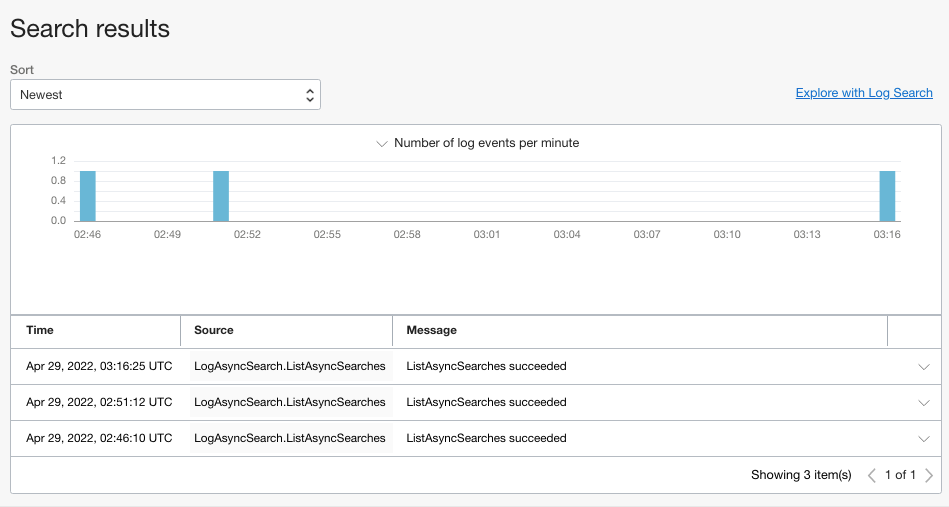 Search results
Sort
Newest
Explore with Log Search
Number of log events per minute
1.2
0.8
0.4
0.0
02:46 02:49 02:52 02:55 02:58 03:01 03:04 03:07 03:10 03:13 03:16
Time Source Message
Apr 29, 2022, 03:16:25 UTC LogAsyncSearch.ListAsyncSearches ListAsyncSearches succeeded
Apr 29, 2022, 02:51:12 UTC LogAsyncSearch.ListAsyncSearches ListAsyncSearches succeeded
Apr 29, 2022, 02:46:10 UTC LogAsyncSearch.ListAsyncSearches ListAsyncSearches succeeded
Showing 3 item(s) 1 of 1